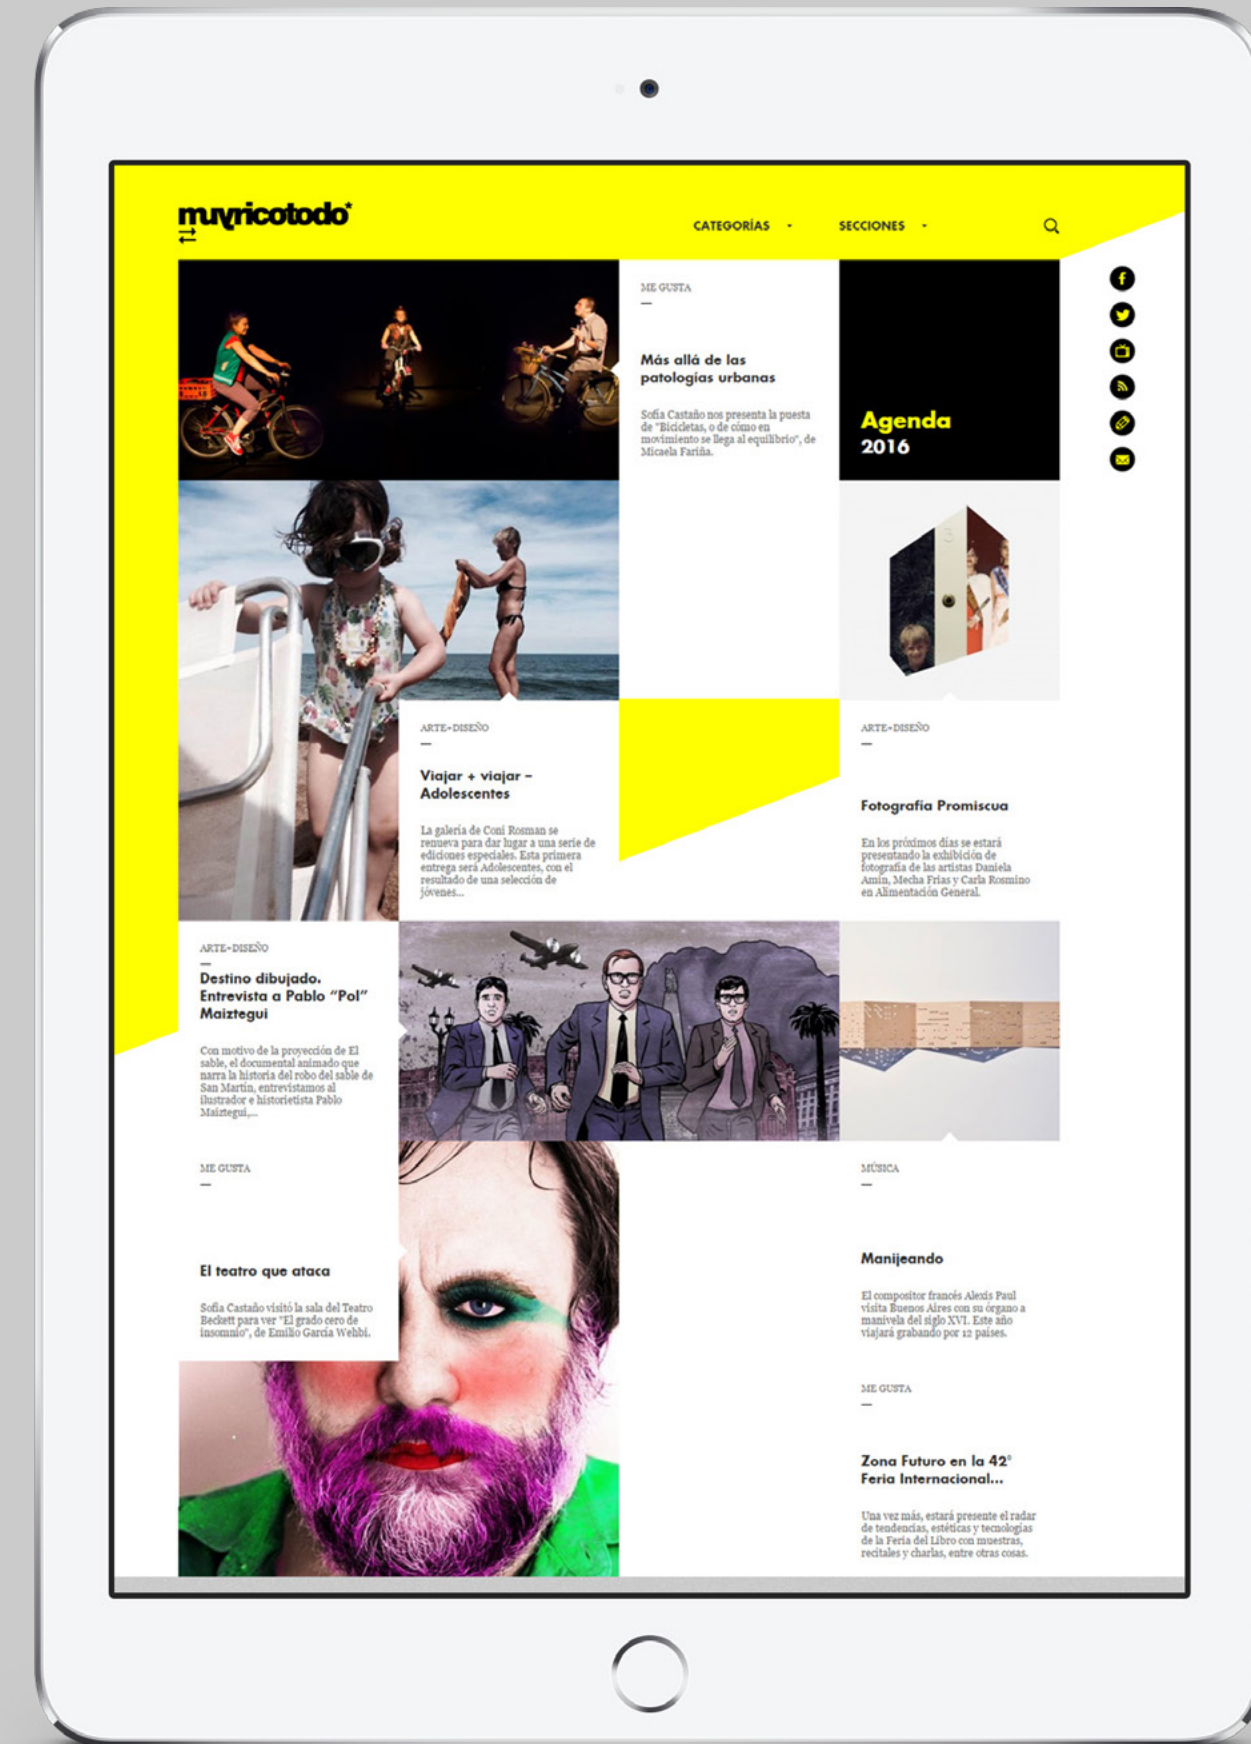 muyricotodo*
CATEGORÍAS
SECCIONES
ME GUSTA
Más allá de las
patologías urbanas
Sofía Castaño nos presenta la puesta
de "Bicicletas, o de cómo en
movimiento se llega al equilibrio", de
Micaela Fariña.
Agenda
2016
ARTE+DISEÑO
Viajar + viajar –
Adolescentes
La galería de Coni Rosman se
renueva para dar lugar a una serie de
ediciones especiales. Esta primera
entrega será Adolescentes, con el
resultado de una selección de
jóvenes...
3
ARTE+DISEÑO
Fotografía Promiscua
En los próximos días se estará
presentando la exhibición de
fotografía de las artistas Daniela
Amin, Mecha Frias y Carla Rosmino
en Alimentación General.
ARTE+DISEÑO
Destino dibujado.
Entrevista a Pablo “Pol”
Maiztegui
Con motivo de la proyección de El
sable, el documental animado que
narra la historia del robo del sable de
San Martín, entrevistamos al
ilustrador e historietista Pablo
Maiztegui,...
ME GUSTA
El teatro que ataca
Sofía Castaño visitó la sala del Teatro
Beckett para ver "El grado cero de
insomnio", de Emilio García Wehbi.
MÚSICA
Manijeando
El compositor francés Alexis Paul
visita Buenos Aires con su órgano a
manivela del siglo XVI. Este año
viajará grabando por 12 países.
ME GUSTA
Zona Futuro en la 42°
Feria Internacional...
Una vez más, estará presente el radar
de tendencias, estéticas y tecnologías
de la Feria del Libro con muestras,
recitales y charlas, entre otras cosas.